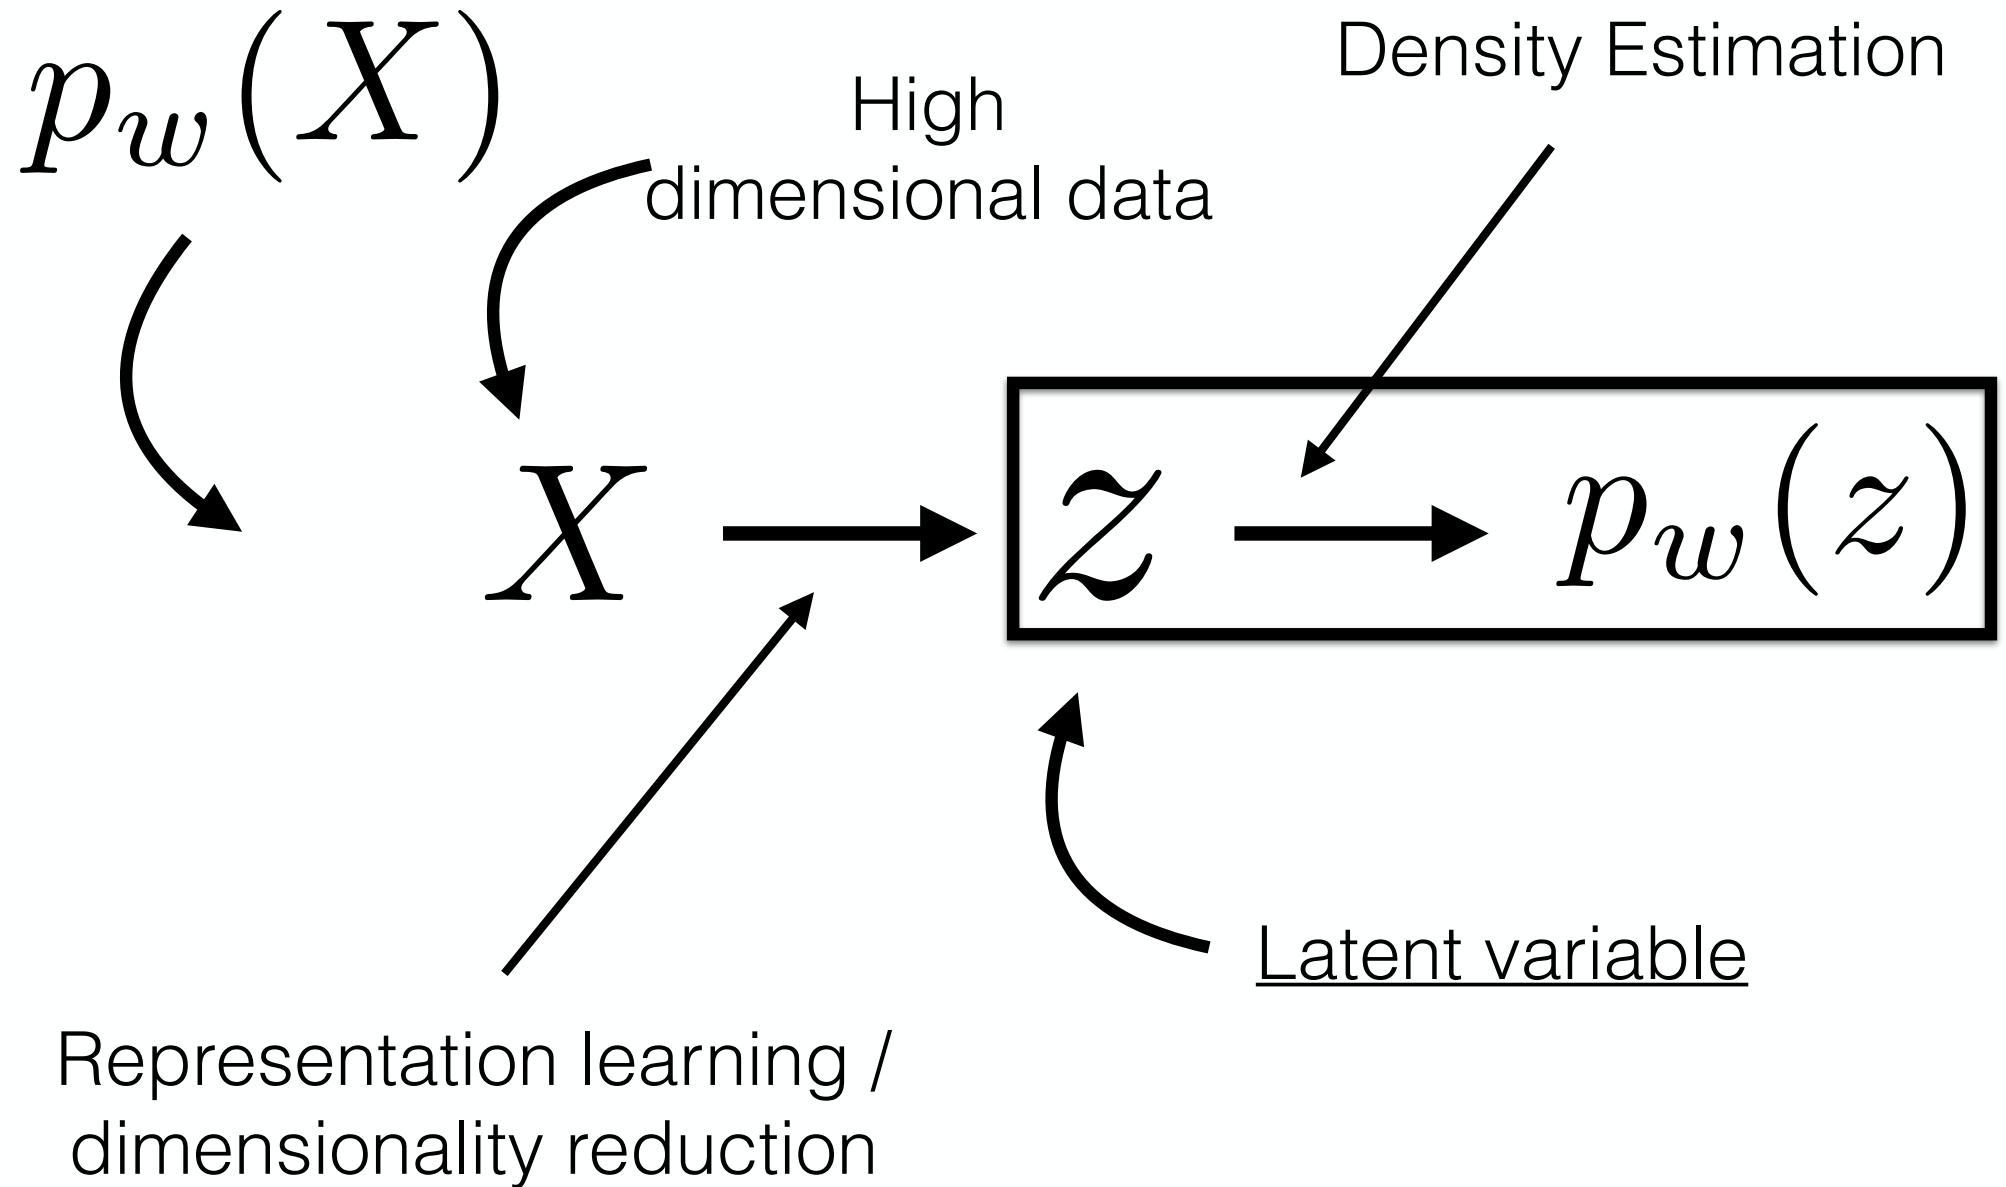 p_w(X)
High
dimensional data
Density Estimation
X
z
p_w(z)
Latent variable
Representation learning /
dimensionality reduction